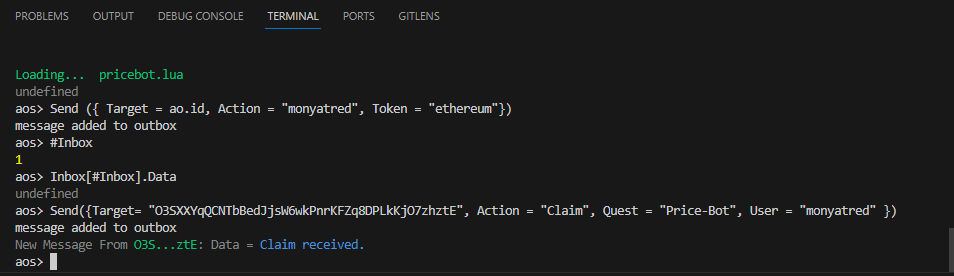 PROBLEMS OUTPUT DEBUG CONSOLE TERMINAL PORTS GITLENS
Loading... pricebot.lua
undefined
aos> Send ({ Target = ao.id, Action = "monyatred", Token = "ethereum"})
message added to outbox
aos> #Inbox
1
aos> Inbox[#Inbox].Data
undefined
aos> Send({Target= "O3SXXYqQCNTbBedJjsW6wkPnrKFZq8DPLkKjO7zhztE", Action = "Claim", Quest = "Price-Bot", User = "monyatred" })
message added to outbox
New Message From O3S...ztE: Data = Claim received.
aos>